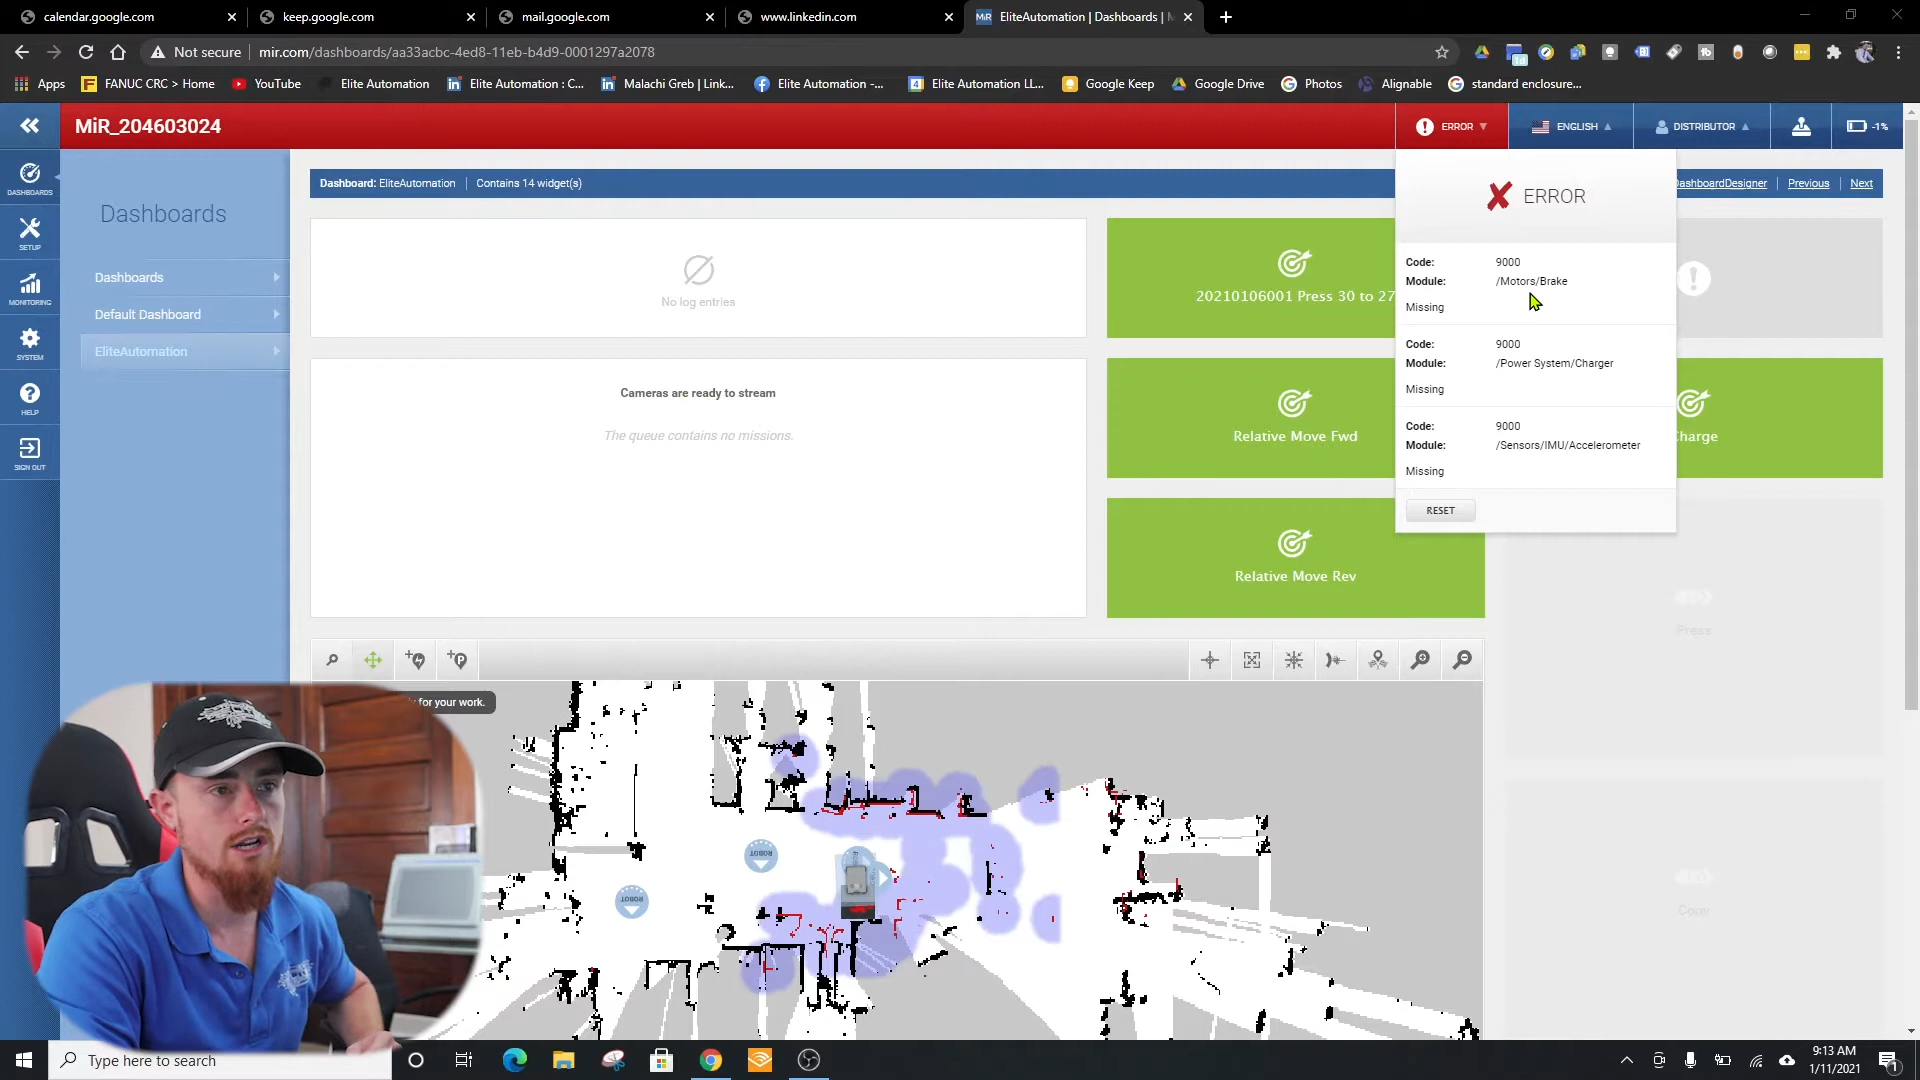 calendar.google.com
keep.google.com
mail.google.com
www.linkedin.com
MiR EliteAutomation | Dashboards |
Not secure
mir.com/dashboards/aa33acbc-4ed8-11eb-b4d9-0001297a2078
Apps
FANUC CRC > Home
YouTube
Elite Automation
Elite Automation : C...
Malachi Greb | Link...
Elite Automation -...
Elite Automation LL...
Google Keep
Google Drive
Photos
Alignable
standard enclosure...
MiR_204603024
ERROR
ENGLISH
DISTRIBUTOR
-1%
DASHBOARDS
SETUP
MONITORING
SYSTEM
HELP
SIGN OUT
Dashboards
Dashboards
Default Dashboard
EliteAutomation
Dashboard: EliteAutomation
Contains 14 widget(s)
DashboardDesigner
Previous
Next
No log entries
Cameras are ready to stream
The queue contains no missions.
20210106001 Press 30 to 27
Relative Move Fwd
Relative Move Rev
Charge
Press
Conv
ERROR
Code: 9000
Module: /Motors/Brake
Missing
Code: 9000
Module: /Power System/Charger
Missing
Code: 9000
Module: /Sensors/IMU/Accelerometer
Missing
RESET
for your work.
ROBOT
ROBOT
Type here to search
9:13 AM
1/11/2021
1